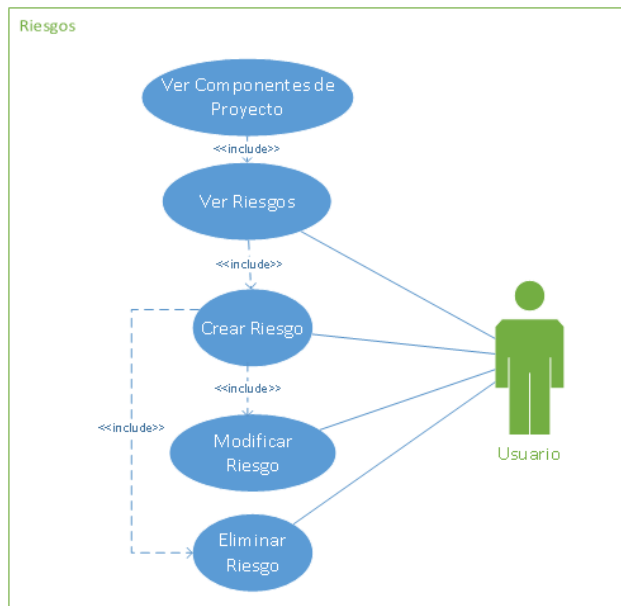 Riesgos
Ver Componentes de
Proyecto
<<include>>
Ver Riesgos
<<include>>
Crear Riesgo
<<include>>
<<include>>
Modificar
Riesgo
Usuario
Eliminar
Riesgo